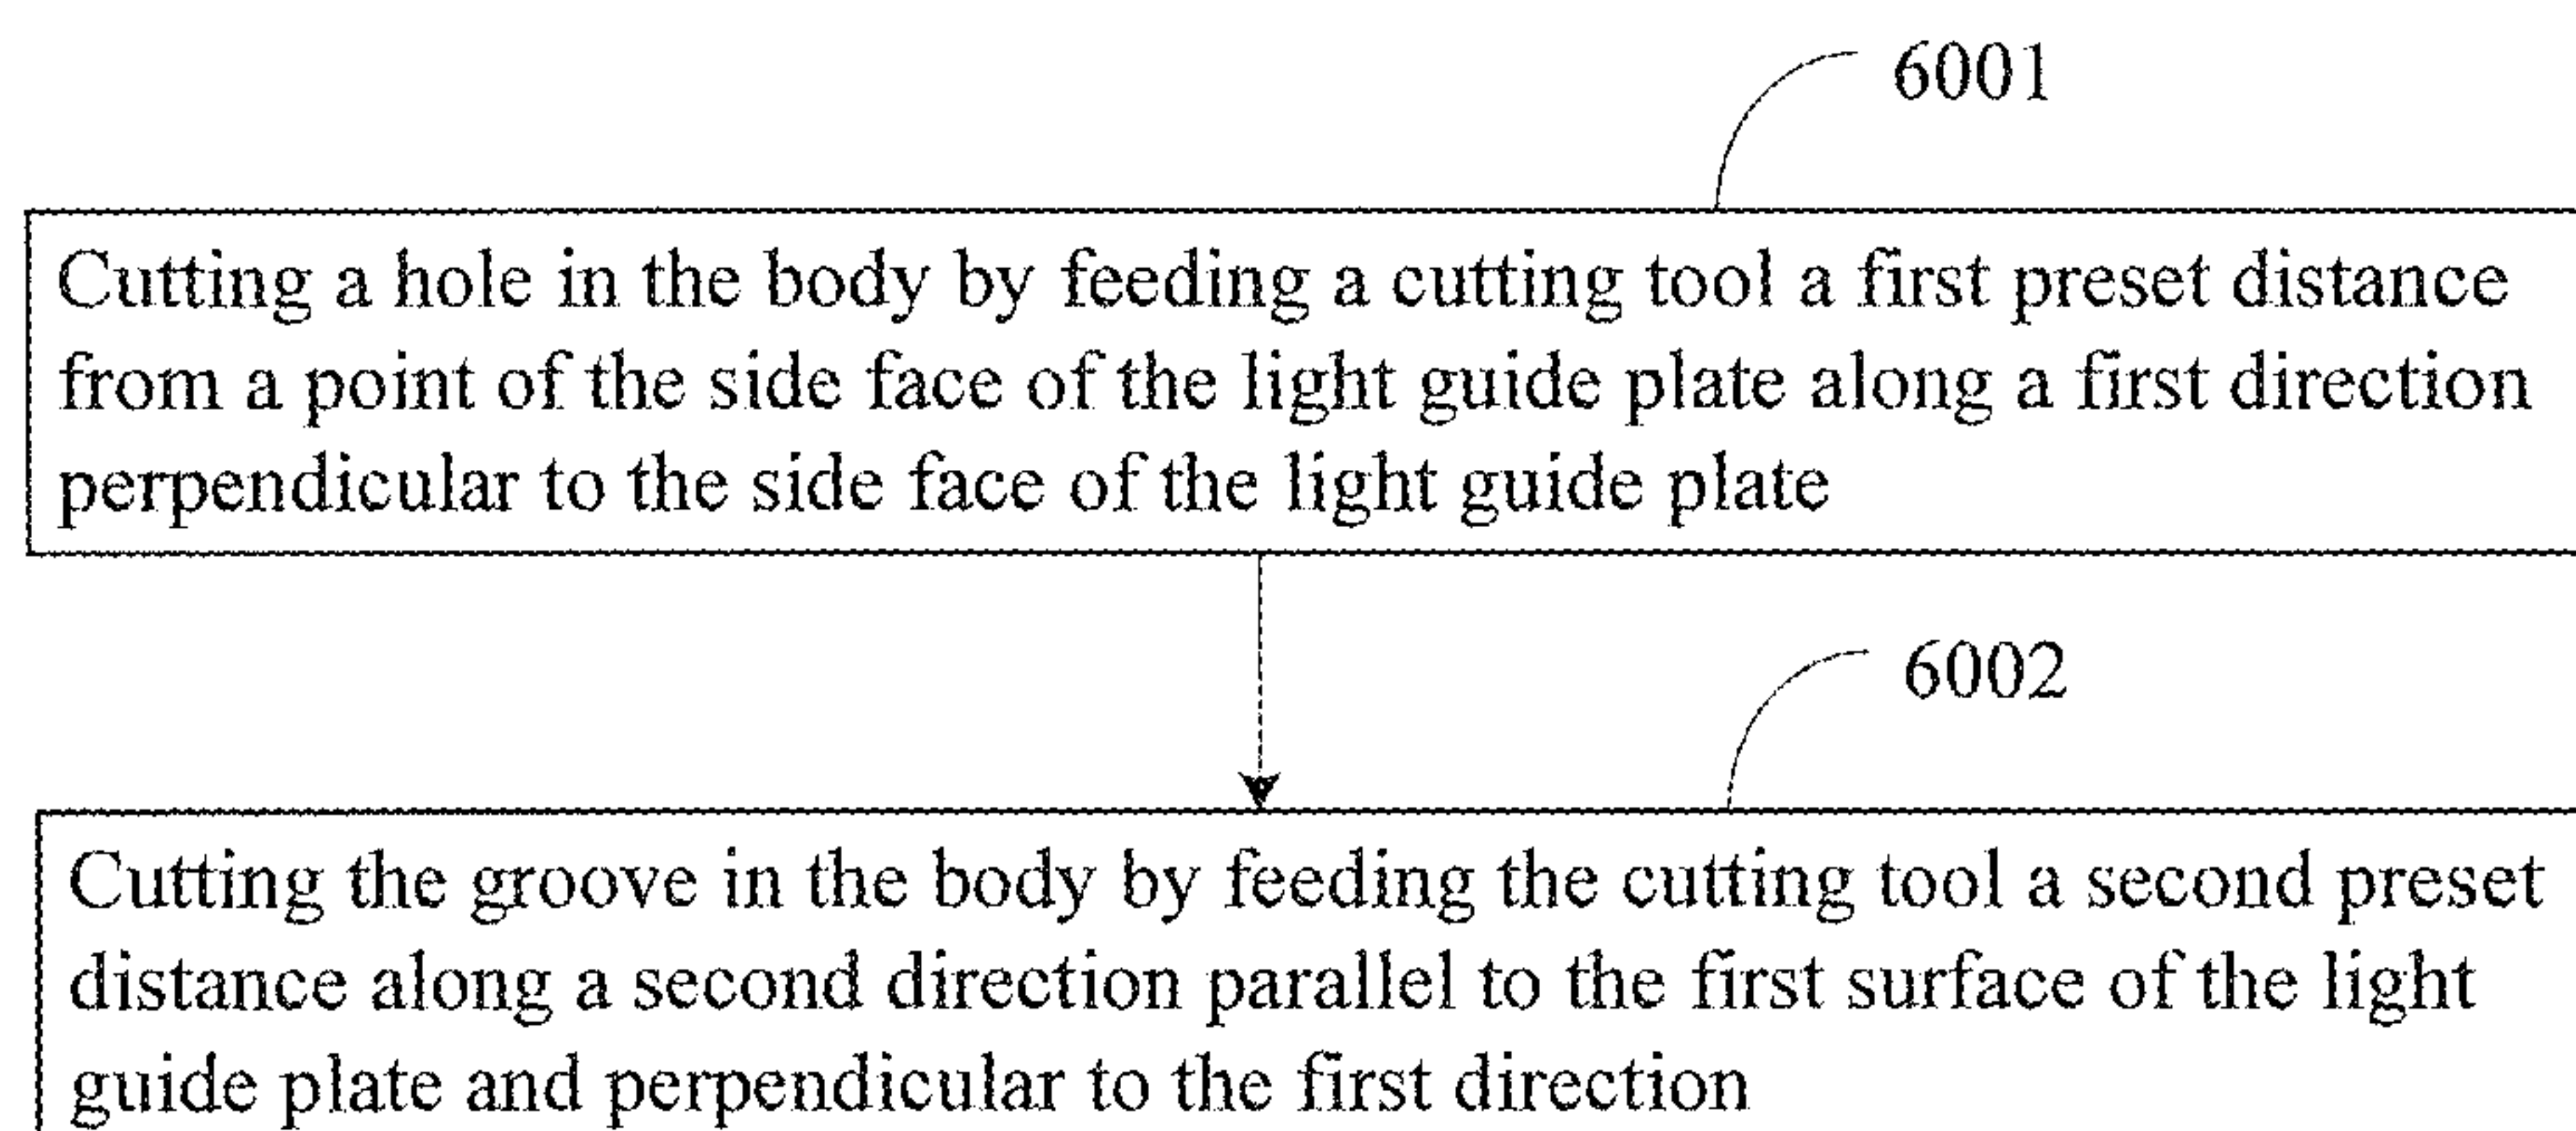 6001
Cutting a hole in the body by feeding a cutting tool a first preset distance
from a point of the side face of the light guide plate along a first direction
perpendicular to the side face of the light guide plate
6002
Cutting the groove in the body by feeding the cutting tool a second preset
distance along a second direction parallel to the first surface of the light
guide plate and perpendicular to the first direction